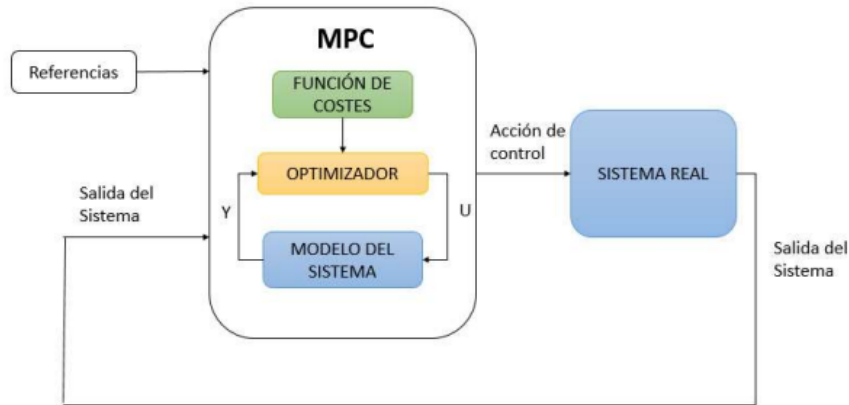 MPC
Referencias
FUNCIÓN DE
COSTES
Acción de
control
OPTIMIZADOR
SISTEMA REAL
Salida del
Sistema
Y
U
MODELO DEL
SISTEMA
Salida del
Sistema